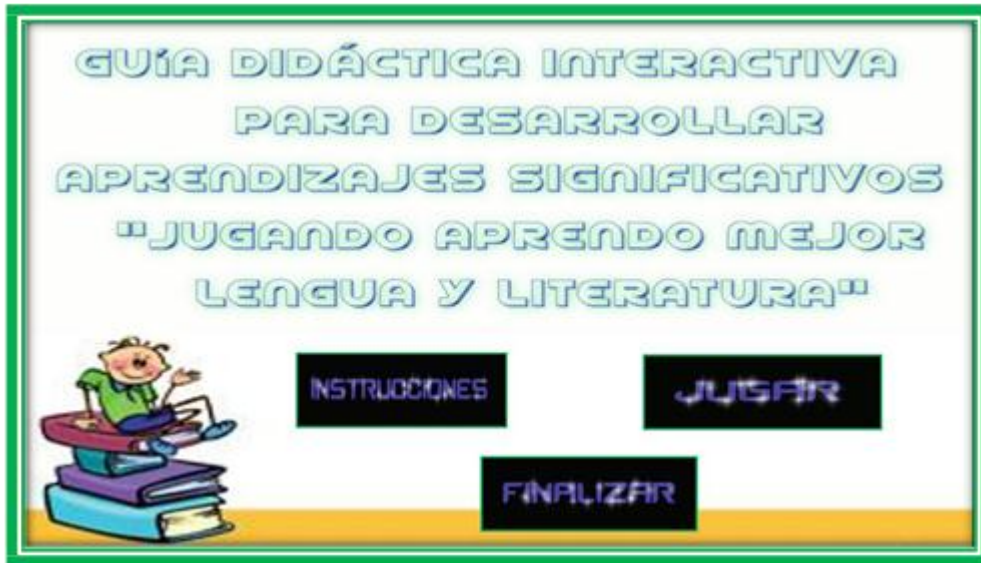 GUÍA DIDÁCTICA INTERACTIVA
PARA DESARROLLAR
APRENDIZAJES SIGNIFICATIVOS
"JUGANDO APRENDO MEJOR
LENGUA Y LITERATURA"
INSTRUCCIONES
JUGAR
FINALIZAR